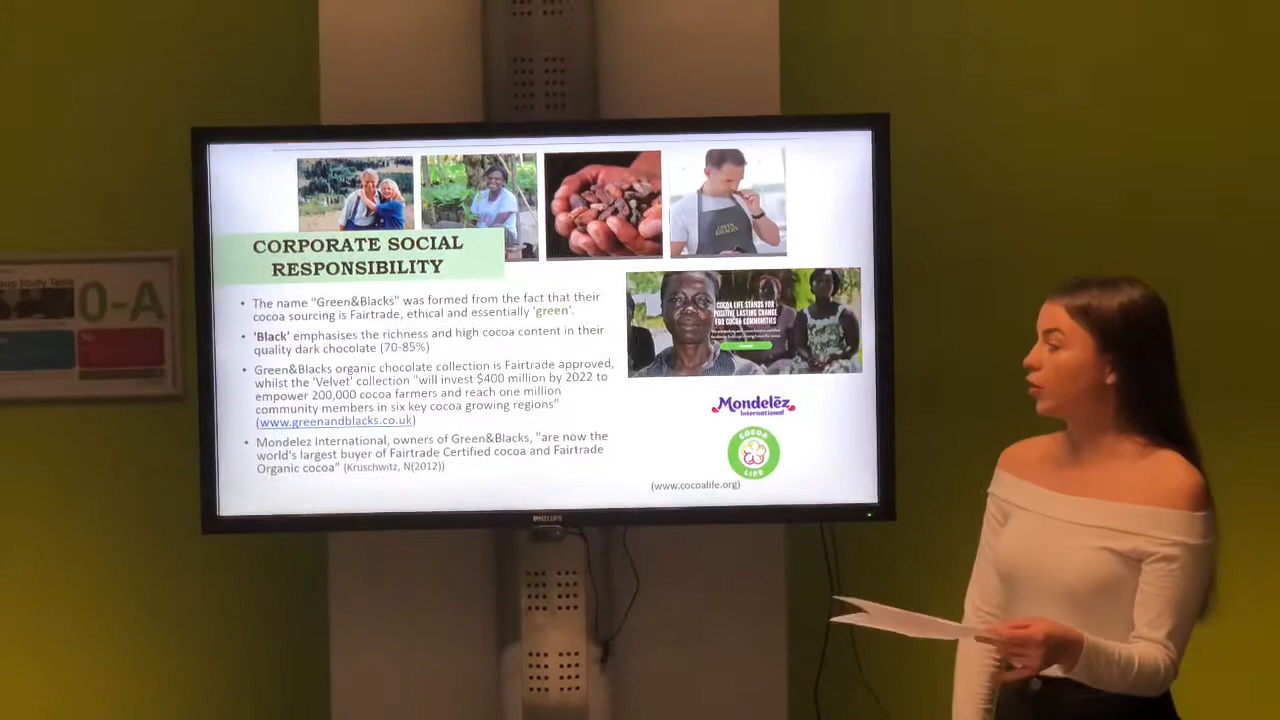 CORPORATE SOCIAL
RESPONSIBILITY
• The name "Green&Blacks" was formed from the fact that their
cocoa sourcing is Fairtrade, ethical and essentially 'green'.
• 'Black' emphasises the richness and high cocoa content in their
quality dark chocolate (70-85%)
• Green&Blacks organic chocolate collection is Fairtrade approved,
whilst the 'Velvet' collection "will invest $400 million by 2022 to
empower 200,000 cocoa farmers and reach one million
community members in six key cocoa growing regions"
(www.greenandblacks.co.uk)
• Mondelez International, owners of Green&Blacks, "are now the
world's largest buyer of Fairtrade Certified cocoa and Fairtrade
Organic cocoa" (Kruschwitz, N(2012))
GREEN
&BLACK'S
COCOA LIFE STANDS FOR
POSITIVE LASTING CHANGE
FOR COCOA COMMUNITIES
Mondelēz
International
COCOA
LIFE
(www.cocoalife.org)
PHILIPS
oup Study Table
0-A